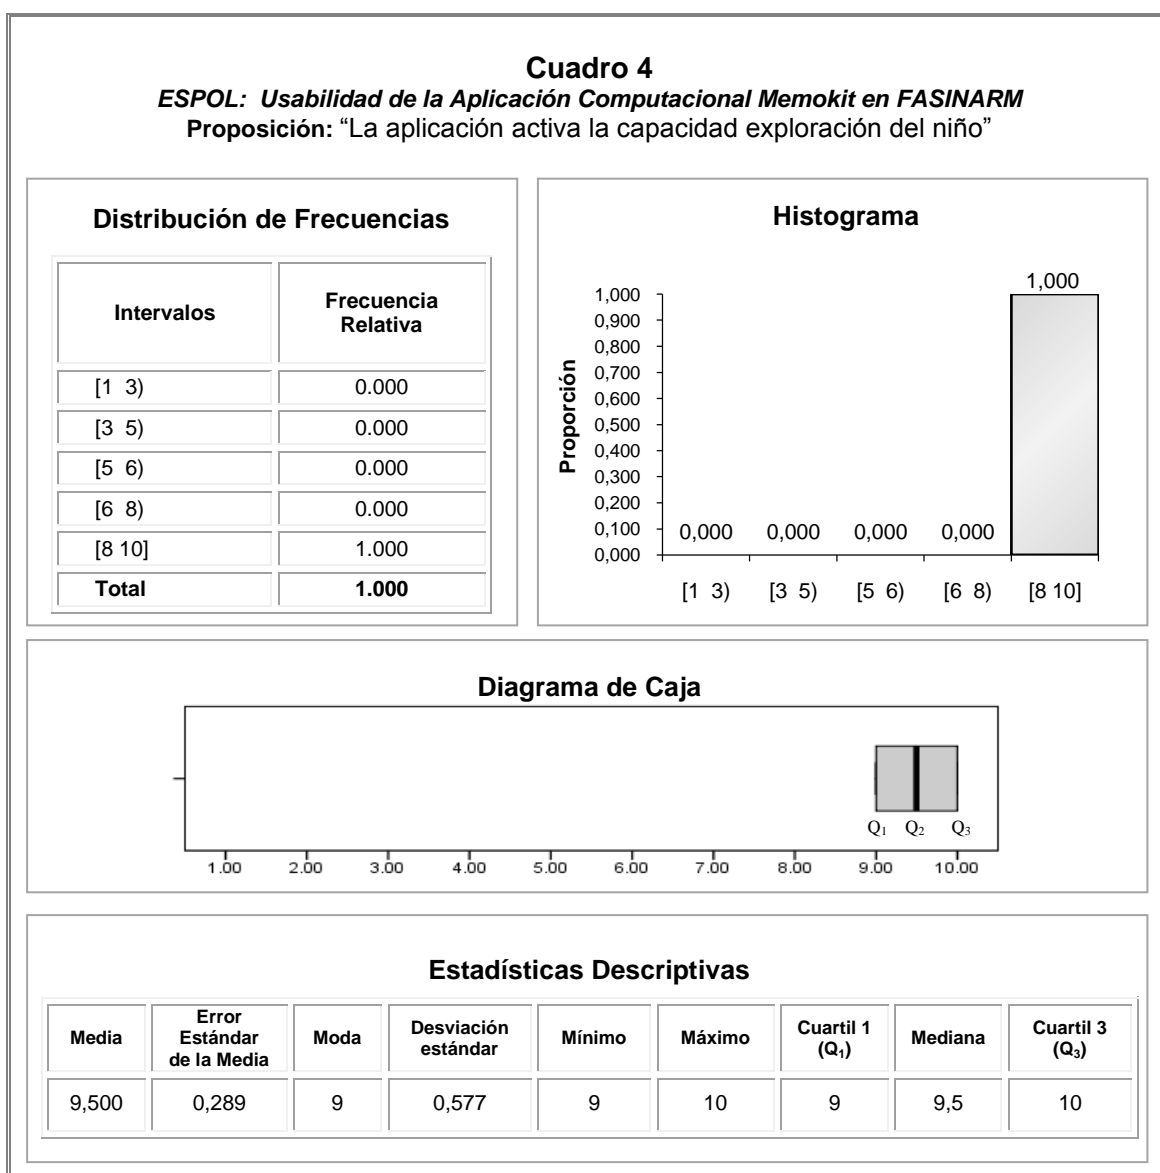 Cuadro 4
ESPOL: Usabilidad de la Aplicación Computacional Memokit en FASINARM
Proposición: “La aplicación activa la capacidad exploración del niño”
Distribución de Frecuencias
Intervalos Frecuencia Relativa
[1 3) 0.000
[3 5) 0.000
[5 6) 0.000
[6 8) 0.000
[8 10] 1.000
Total 1.000
Histograma
Proporción
1,000
1,000
0,900
0,800
0,700
0,600
0,500
0,400
0,300
0,200
0,100
0,000
0,000 0,000 0,000 0,000
[1 3) [3 5) [5 6) [6 8) [8 10]
Diagrama de Caja
Q1 Q2 Q3
1.00 2.00 3.00 4.00 5.00 6.00 7.00 8.00 9.00 10.00
Estadísticas Descriptivas
Media Error Estándar de la Media Moda Desviación estándar Mínimo Máximo Cuartil 1 (Q1) Mediana Cuartil 3 (Q3)
9,500 0,289 9 0,577 9 10 9 9,5 10